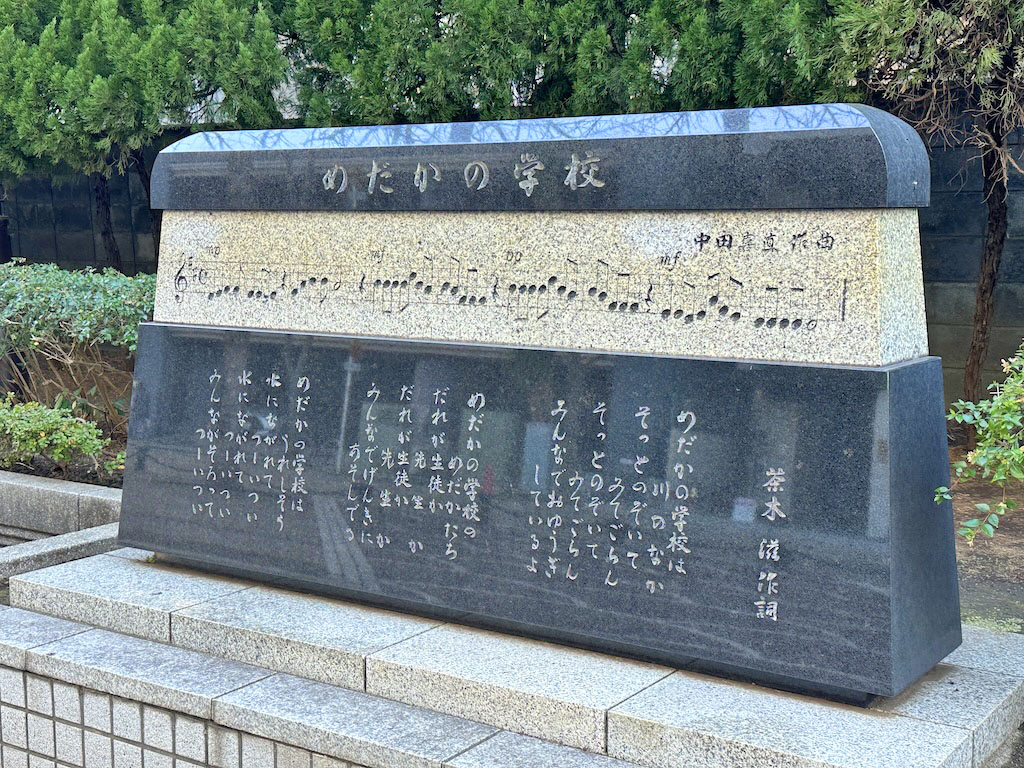 めだかの学校
中田喜直 作曲
mp
mf
pp
mf
茶木 滋 作詞
めだかの学校は
川のなか
そっとのぞいて
みてごらん
そっとのぞいて
みてごらん
みんなでおゆうぎ
しているよ
めだかの学校の
めだかたち
だれが生徒か
先生か
だれが生徒か
先生か
みんなでげんきに
あそんでる
めだかの学校は
うれしそう
水にながれて
つーいつい
水にながれて
つーいつい
みんながそろって
つーいつい